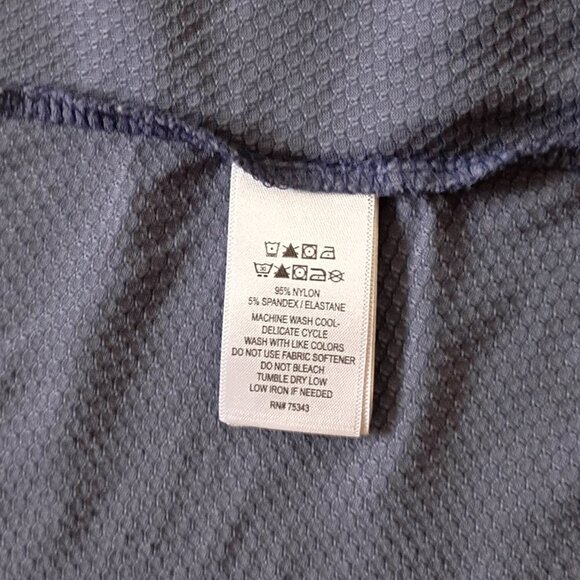 30
95% NYLON
5% SPANDEX / ELASTANE
MACHINE WASH COOL-
DELICATE CYCLE
WASH WITH LIKE COLORS
DO NOT USE FABRIC SOFTENER
DO NOT BLEACH
TUMBLE DRY LOW
LOW IRON IF NEEDED
RN# 75343